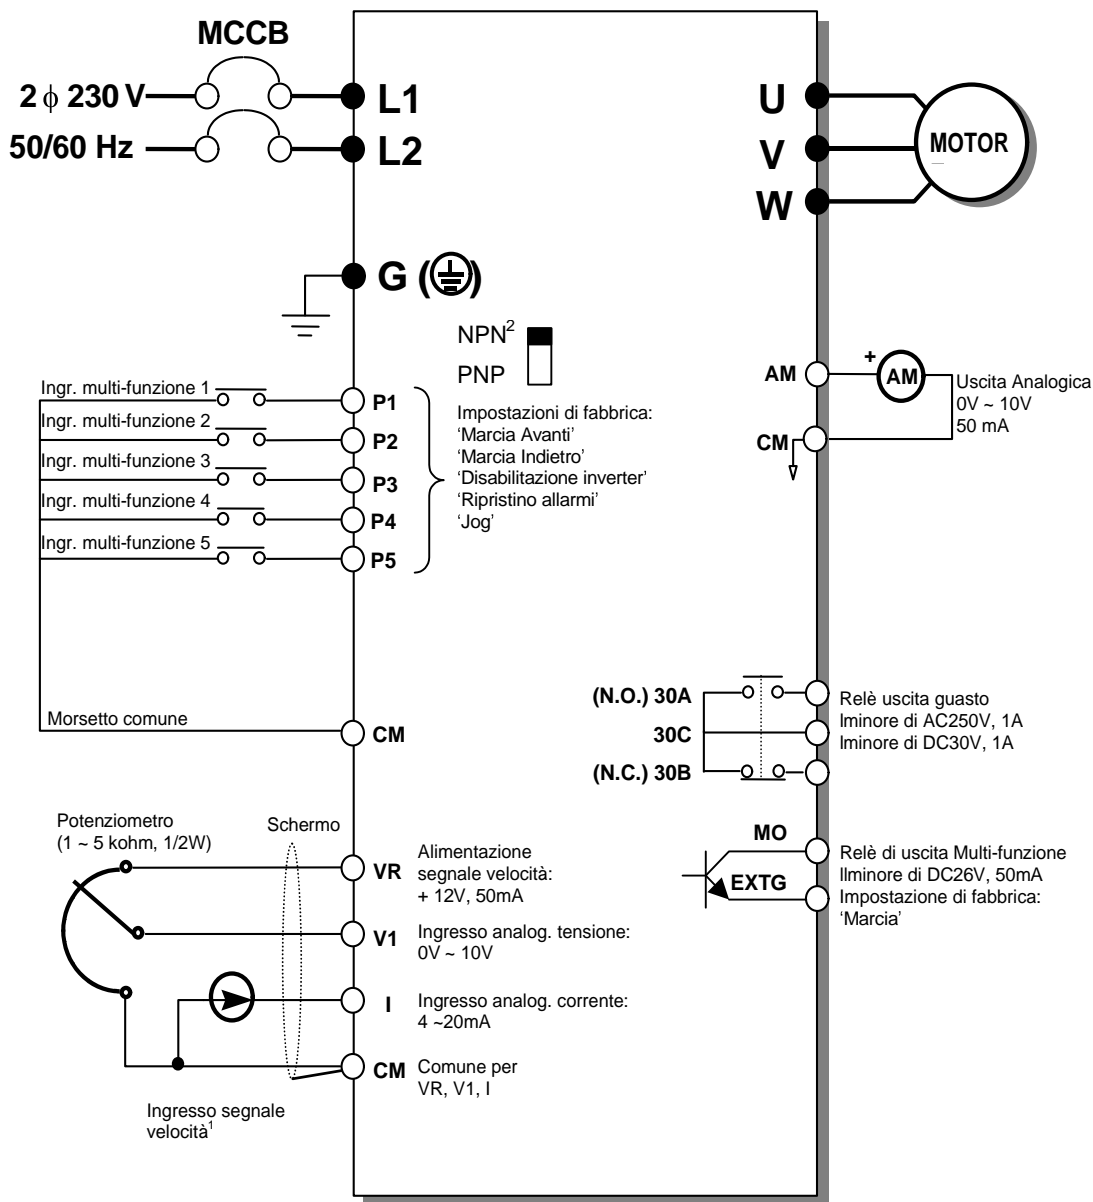 MCCB
2 ϕ 230 V
L1
U
50/60 Hz
L2
V
MOTOR
W
G
NPN²
PNP
Impostazioni di fabbrica:
‘Marcia Avanti’
‘Marcia Indietro’
‘Disabilitazione inverter’
‘Ripristino allarmi’
‘Jog’
Ingr. multi-funzione 1
P1
Ingr. multi-funzione 2
P2
Ingr. multi-funzione 3
P3
Ingr. multi-funzione 4
P4
Ingr. multi-funzione 5
P5
AM
+
AM
Uscita Analogica
0V ~ 10V
50 mA
CM
Morsetto comune
CM
(N.O.) 30A
30C
(N.C.) 30B
Relè uscita guasto
Iminore di AC250V, 1A
Iminore di DC30V, 1A
MO
EXTG
Relè di uscita Multi-funzione
IIminore di DC26V, 50mA
Impostazione di fabbrica:
‘Marcia’
Potenziometro
(1 ~ 5 kohm, 1/2W)
Schermo
VR
Alimentazione
segnale velocità:
+ 12V, 50mA
V1
Ingresso analog. tensione:
0V ~ 10V
I
Ingresso analog. corrente:
4 ~20mA
CM
Comune per
VR, V1, I
Ingresso segnale
velocità¹